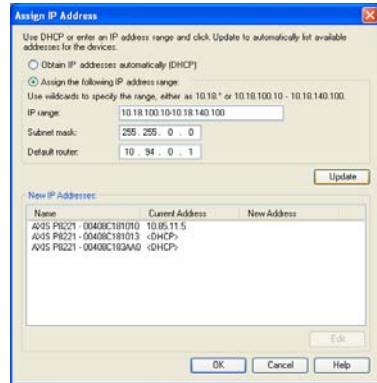 Assign IP Address
Use DHCP or enter an IP address range and click Update to automatically list available
addresses for the devices.
Obtain IP addresses automatically (DHCP)
Assign the following IP address range:
Use wildcards to specify the range, either as 10.18.* or 10.18.100.10 - 10.18.140.100.
IP range: 10.18.100.10-10.18.140.100
Subnet mask: 255 . 255 . 0 . 0
Default router: 10 . 94 . 0 . 1
Update
New IP Addresses:
Name Current Address New Address
AXIS P8221 - 00408C181010 10.85.11.5
AXIS P8221 - 00408C181013 <DHCP>
AXIS P8221 - 00408C183AA0 <DHCP>
Edit
OK Cancel Help